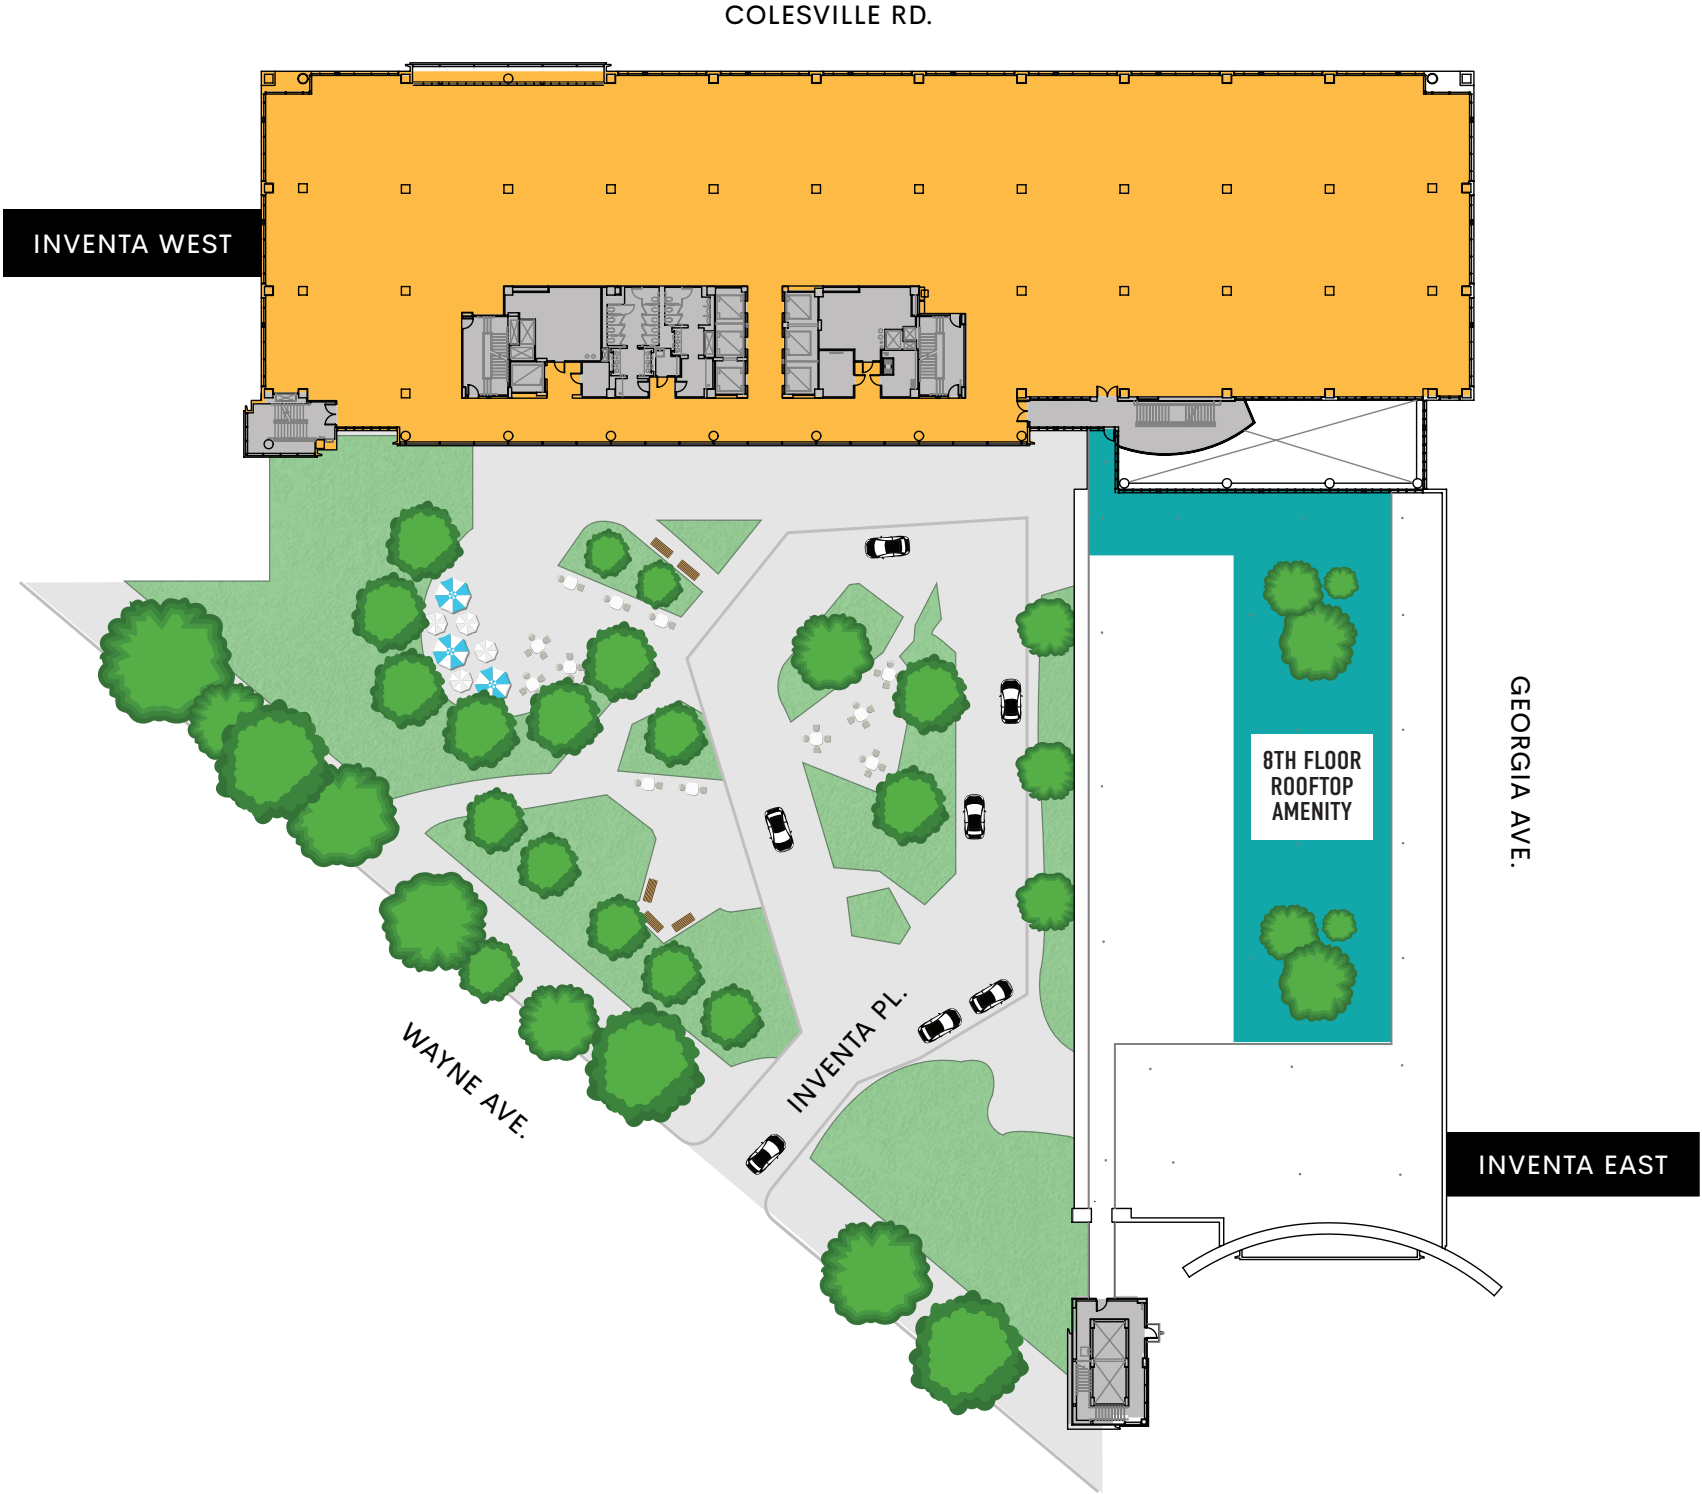 COLESVILLE RD.
INVENTA WEST
GEORGIA AVE.
8TH FLOOR
ROOFTOP
AMENITY
INVENTA PL.
WAYNE AVE.
INVENTA EAST